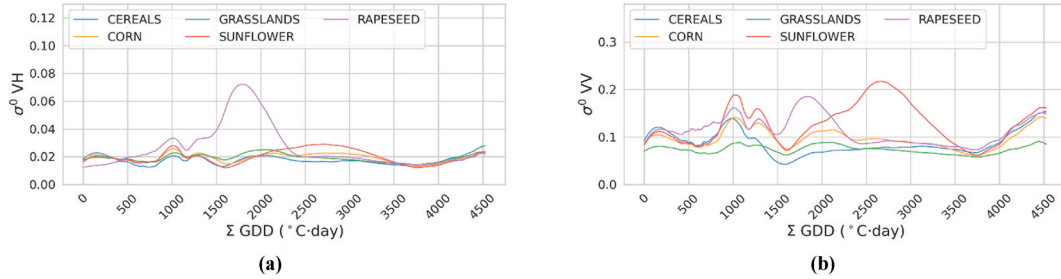 CEREALS GRASSLANDS RAPESEED
CORN SUNFLOWER
0.12
0.10
0.08
0.06
0.04
0.02
0.00
σ⁰ VH
0 500 1000 1500 2000 2500 3000 3500 4000 4500
Σ GDD (°C·day)
(a)
CEREALS GRASSLANDS RAPESEED
CORN SUNFLOWER
0.3
0.2
0.1
0.0
σ⁰ VV
0 500 1000 1500 2000 2500 3000 3500 4000 4500
Σ GDD (°C·day)
(b)